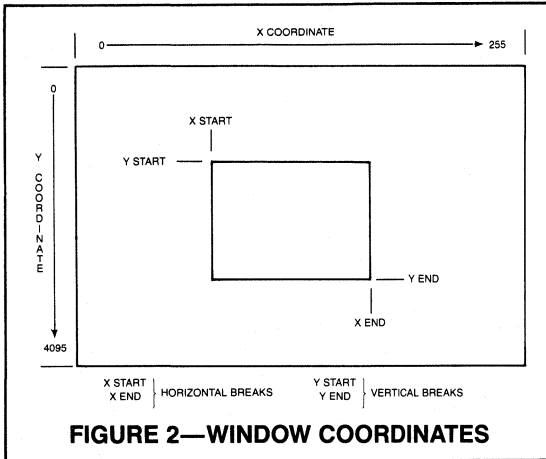 X COORDINATE
0 255
0
X START
Y START
Y COORDINATE
Y END
X END
4095
X START
X END
HORIZONTAL BREAKS
Y START
Y END
VERTICAL BREAKS
FIGURE 2—WINDOW COORDINATES